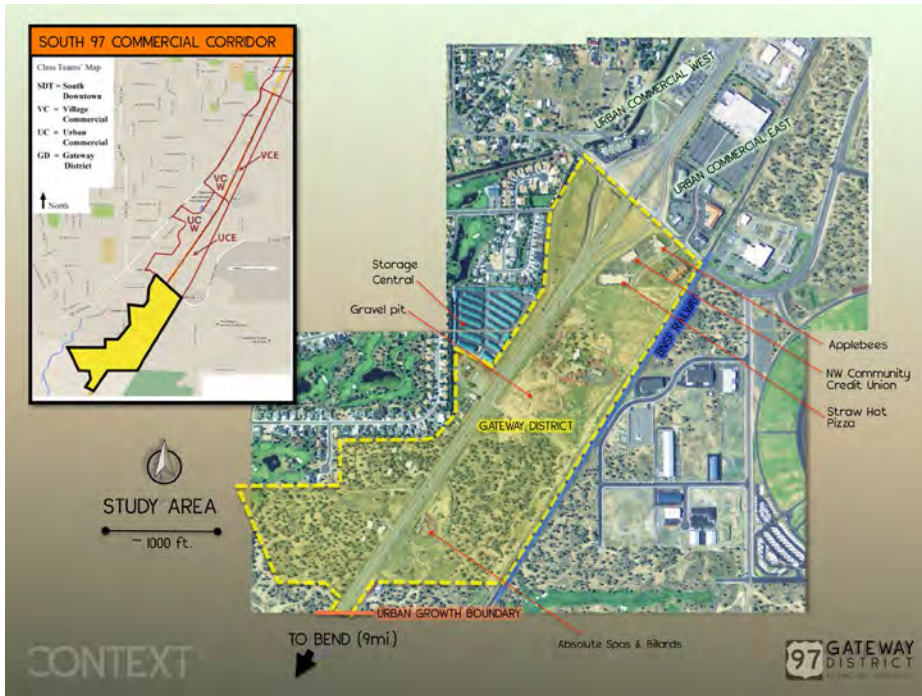 SOUTH 97 COMMERCIAL CORRIDOR
Class Teams' Map
SDT = South
Downtown
VC = Village
Commercial
UC = Urban
Commercial
GD = Gateway
District
North
VCE
VC
W
UC
W
UCE
URBAN COMMERCIAL WEST
URBAN COMMERCIAL EAST
Storage
Central
Gravel pit
BNSF RAILWAY
Applebees
NW Community
Credit Union
Straw Hat
Pizza
GATEWAY DISTRICT
STUDY AREA
~ 1000 ft.
URBAN GROWTH BOUNDARY
TO BEND (9mi.)
Absolute Spas & Billards
CONTEXT
97
GATEWAY
DISTRICT